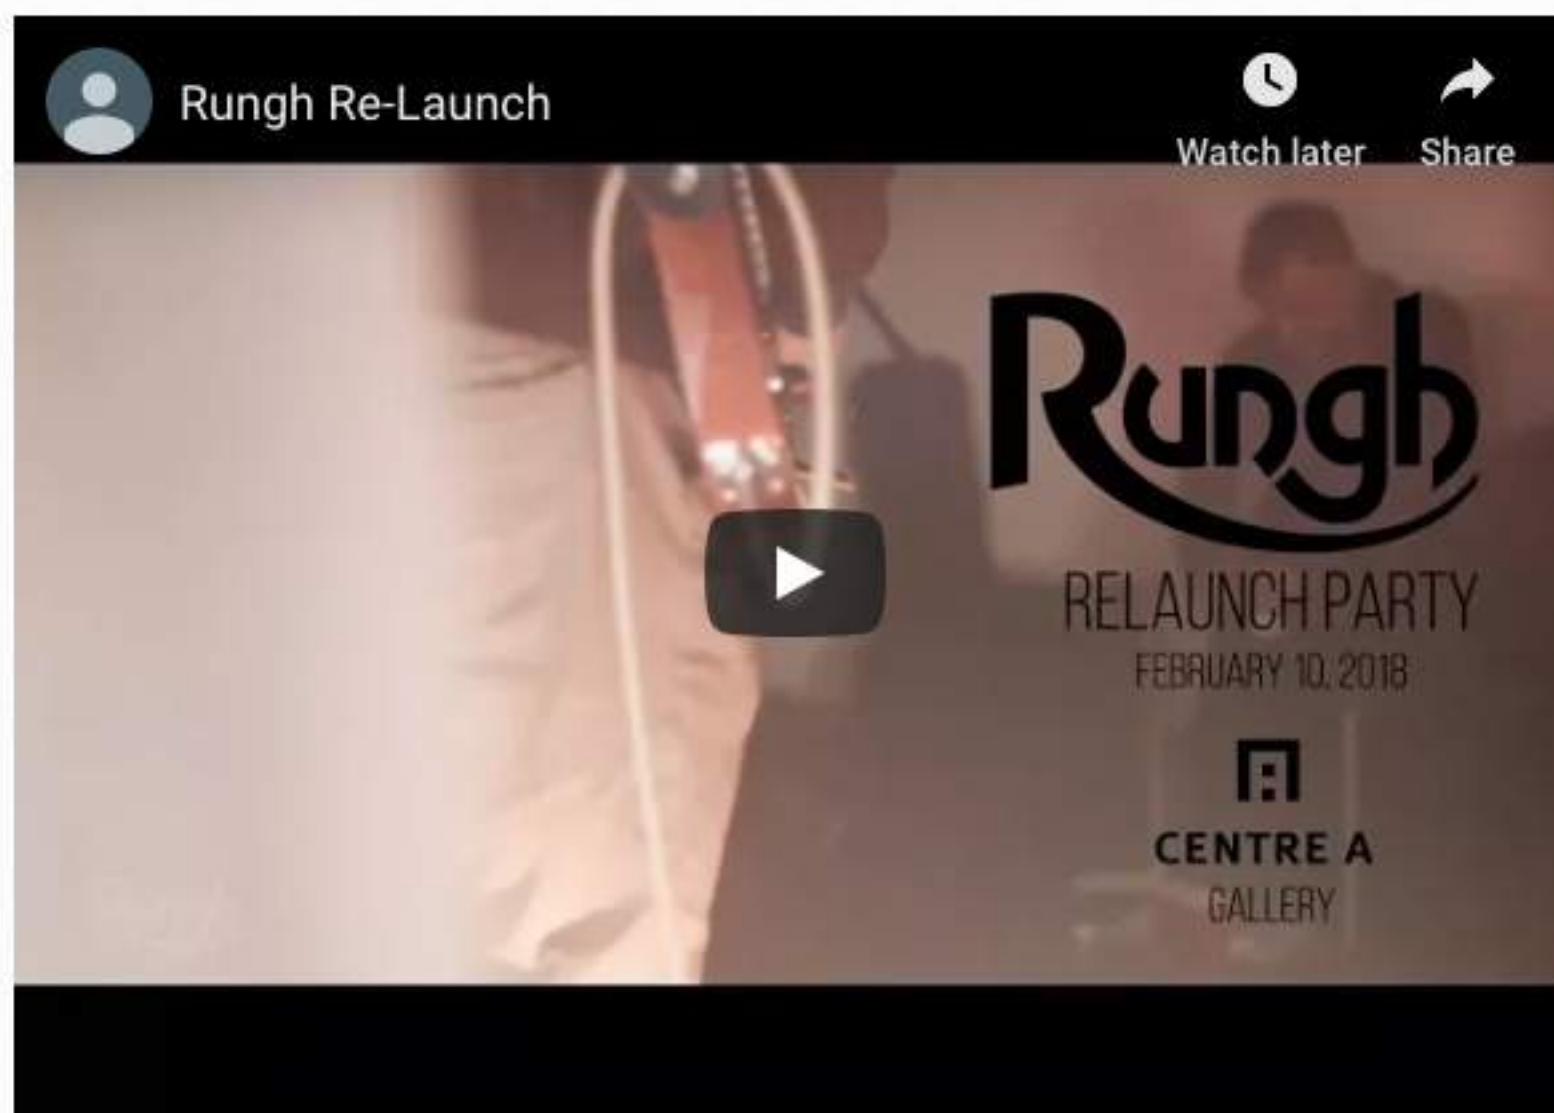 Rungh Re-Launch
Watch later
Share
Rungh
RELAUNCH PARTY
FEBRUARY 10, 2018
CENTRE A
GALLERY